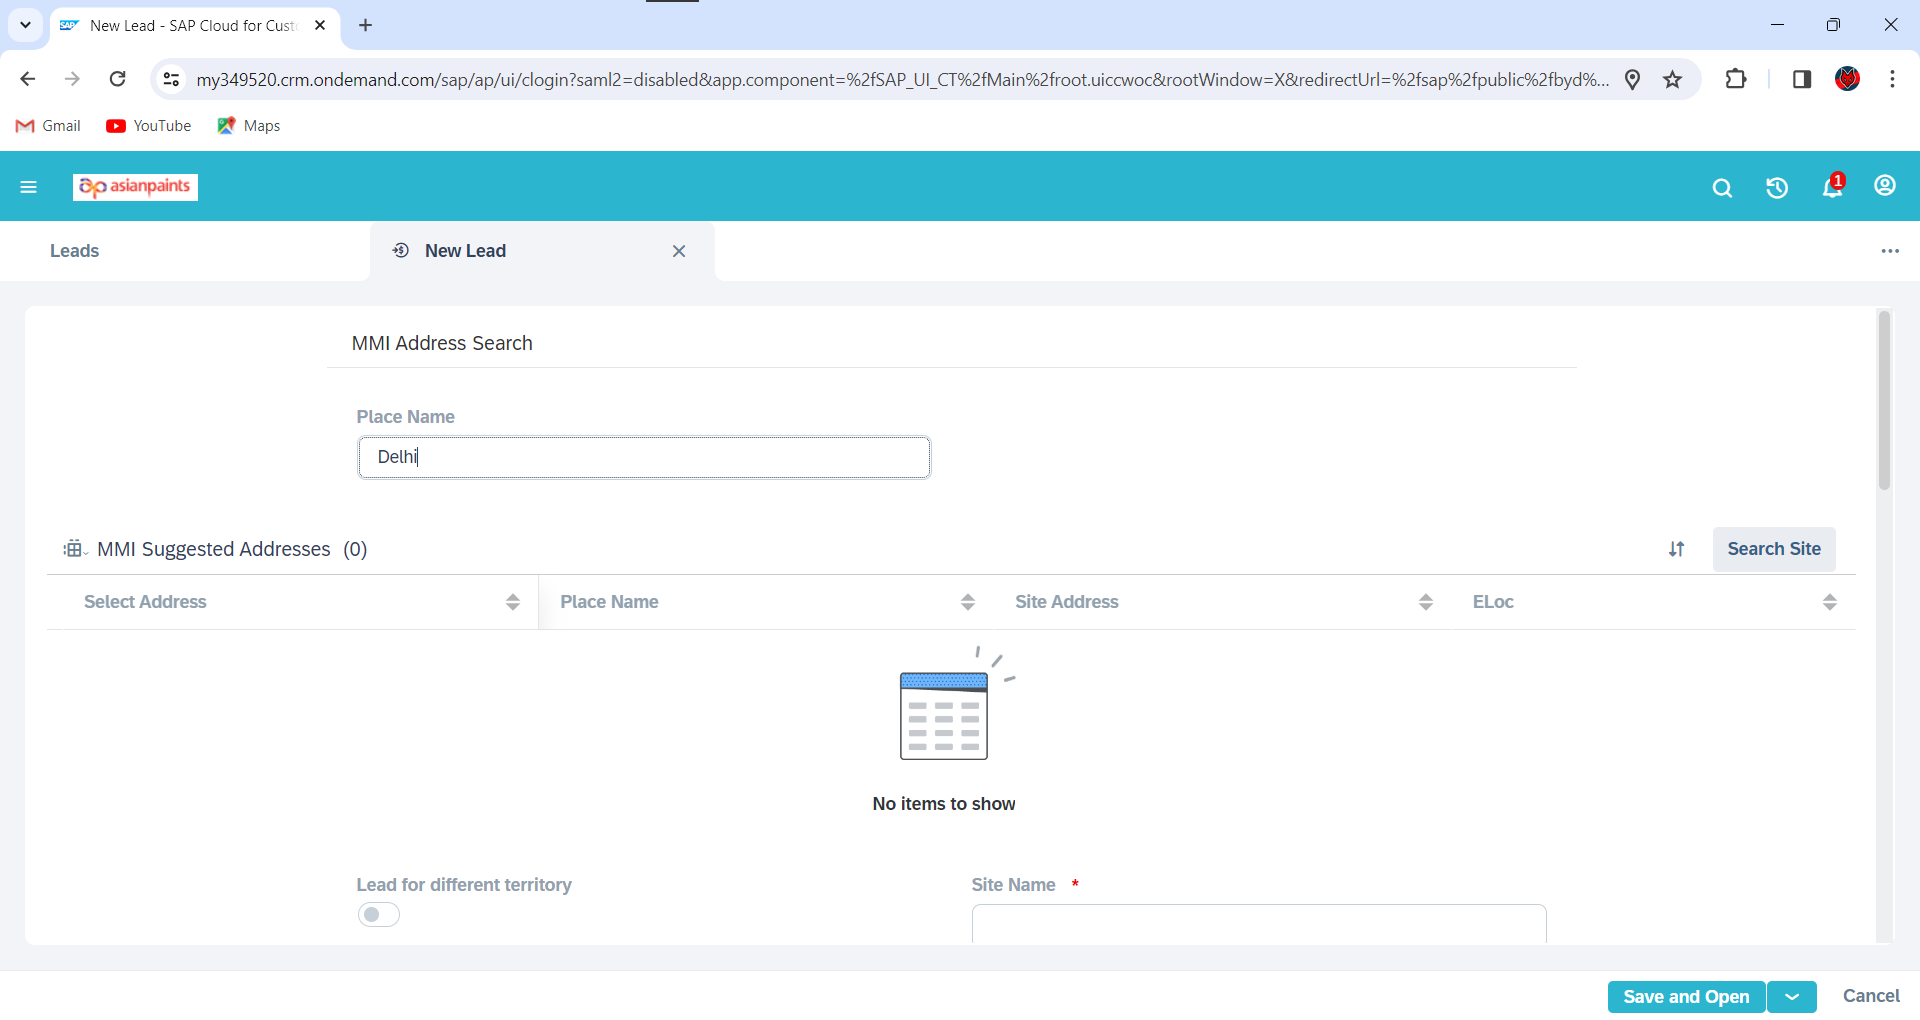 New Lead - SAP Cloud for Cust
my349520.crm.ondemand.com/sap/ap/ui/clogin?saml2=disabled&app.component=%2fSAP_UI_CT%2fMain%2froot.uiccwoc&rootWindow=X&redirectUrl=%2fsap%2fpublic%2fbyd%...
Gmail YouTube Maps
asianpaints 1
Leads New Lead
MMI Address Search
Place Name
Delhi
MMI Suggested Addresses (0) Search Site
Select Address Place Name Site Address ELoc
No items to show
Lead for different territory Site Name *
Save and Open Cancel